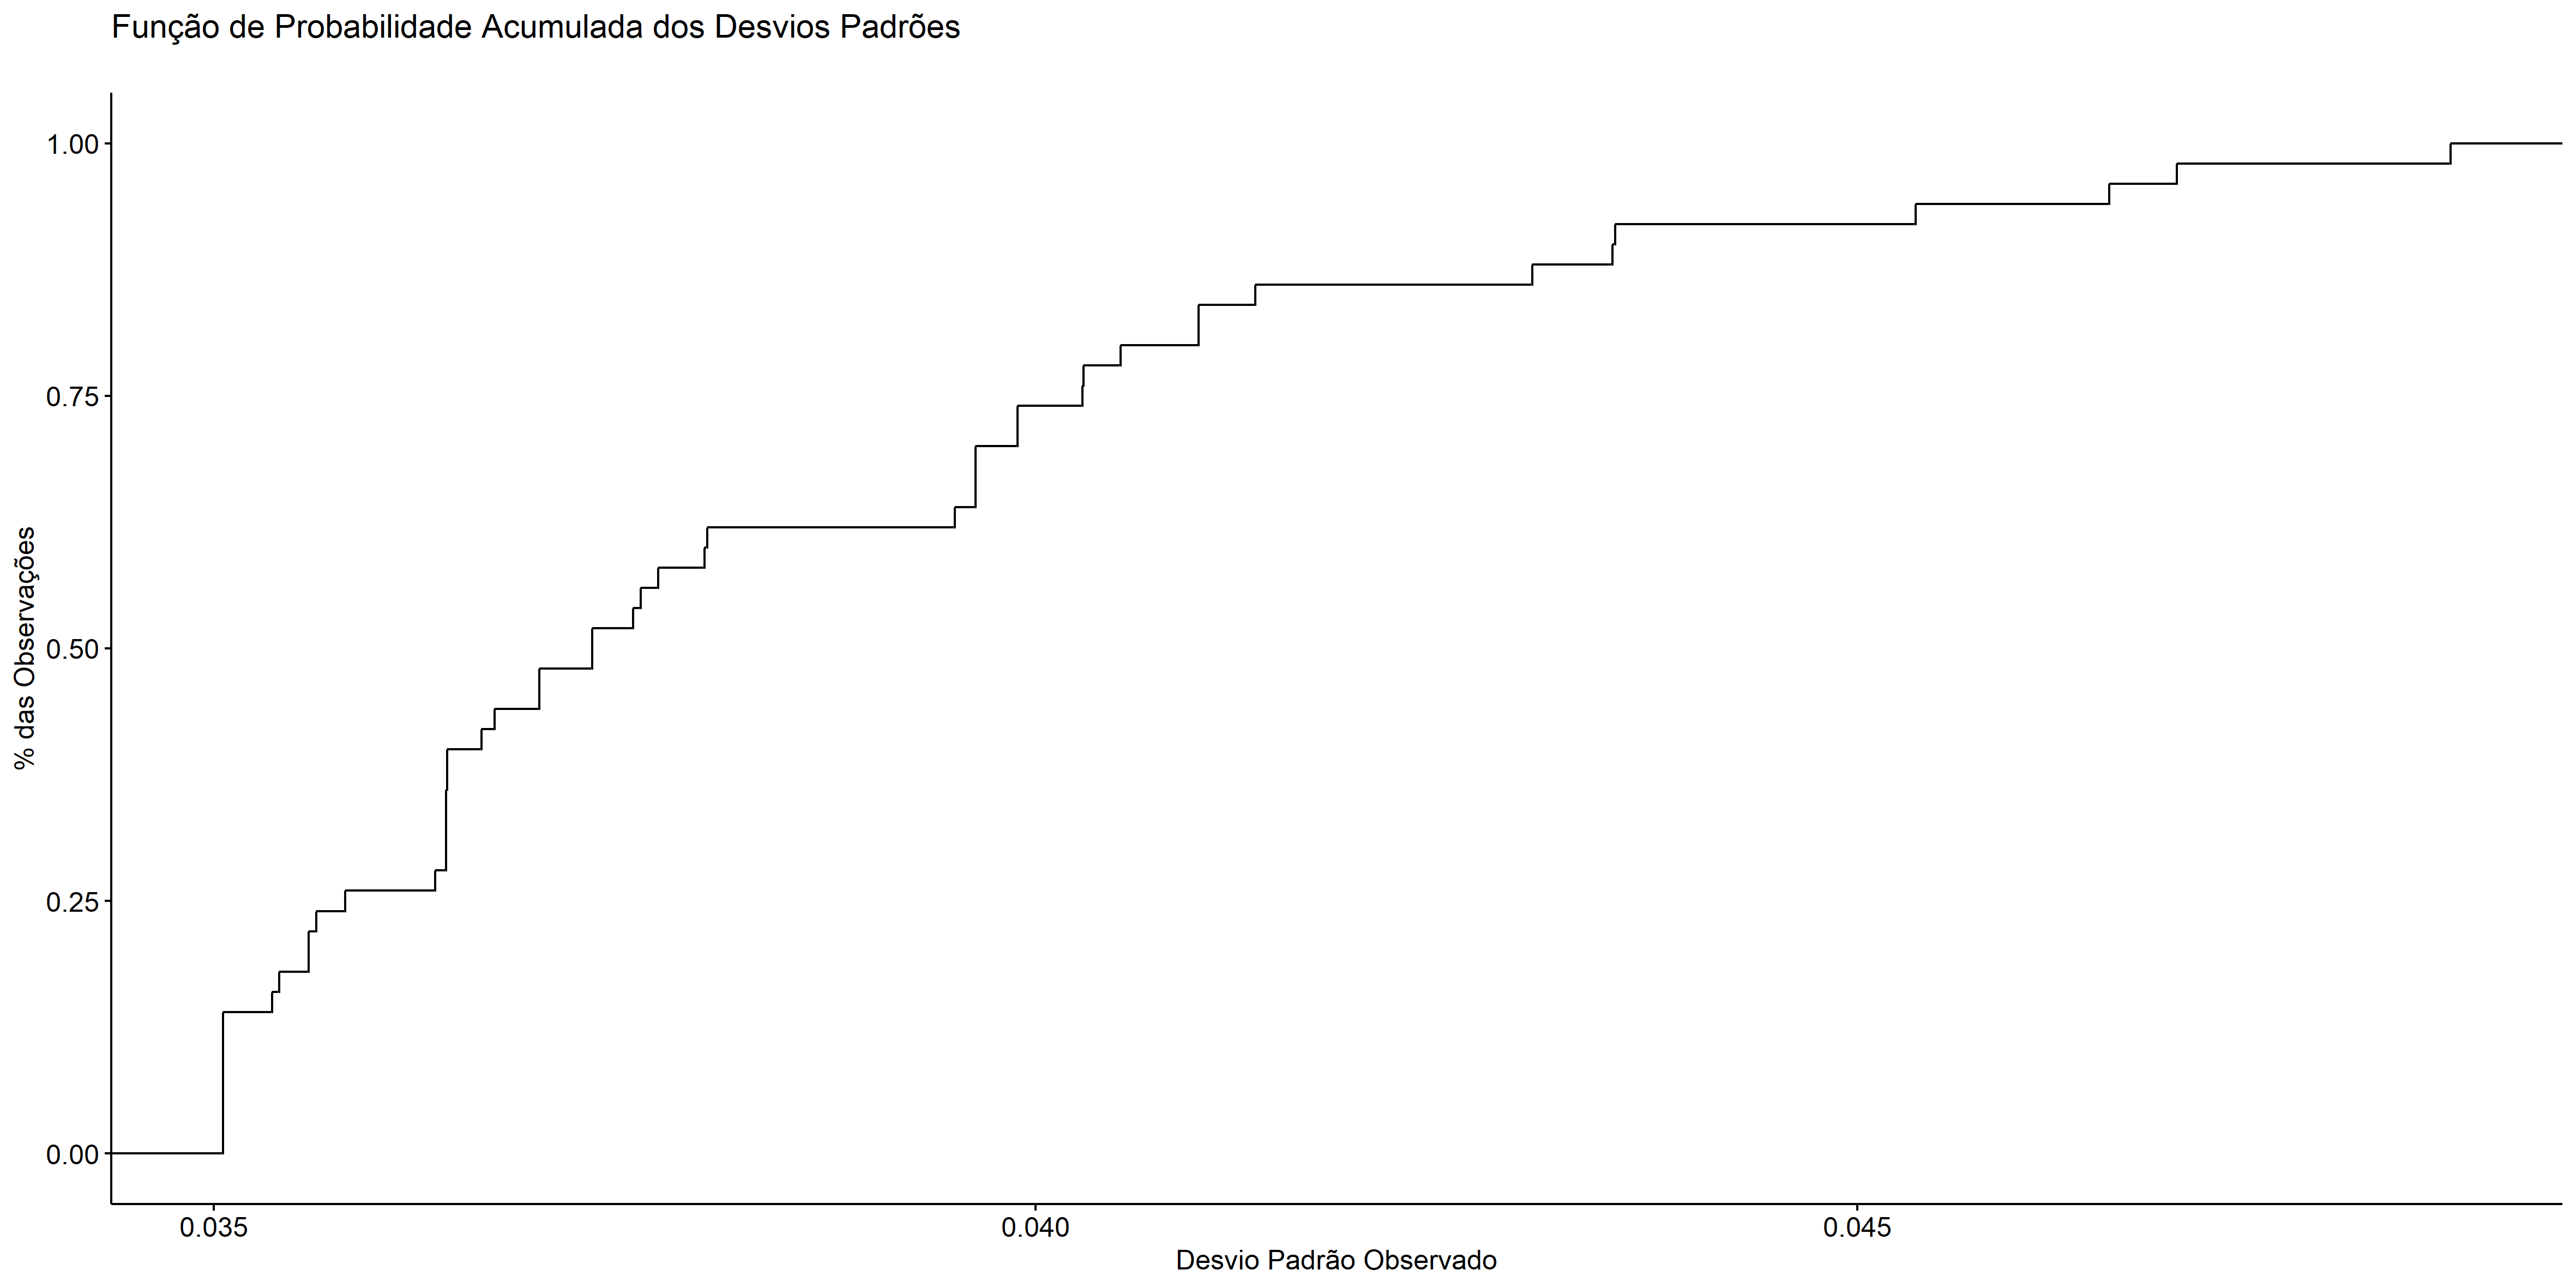 Função de Probabilidade Acumulada dos Desvios Padrões
1.00
0.75
0.50
0.25
0.00
% das Observações
0.035
0.040
0.045
Desvio Padrão Observado